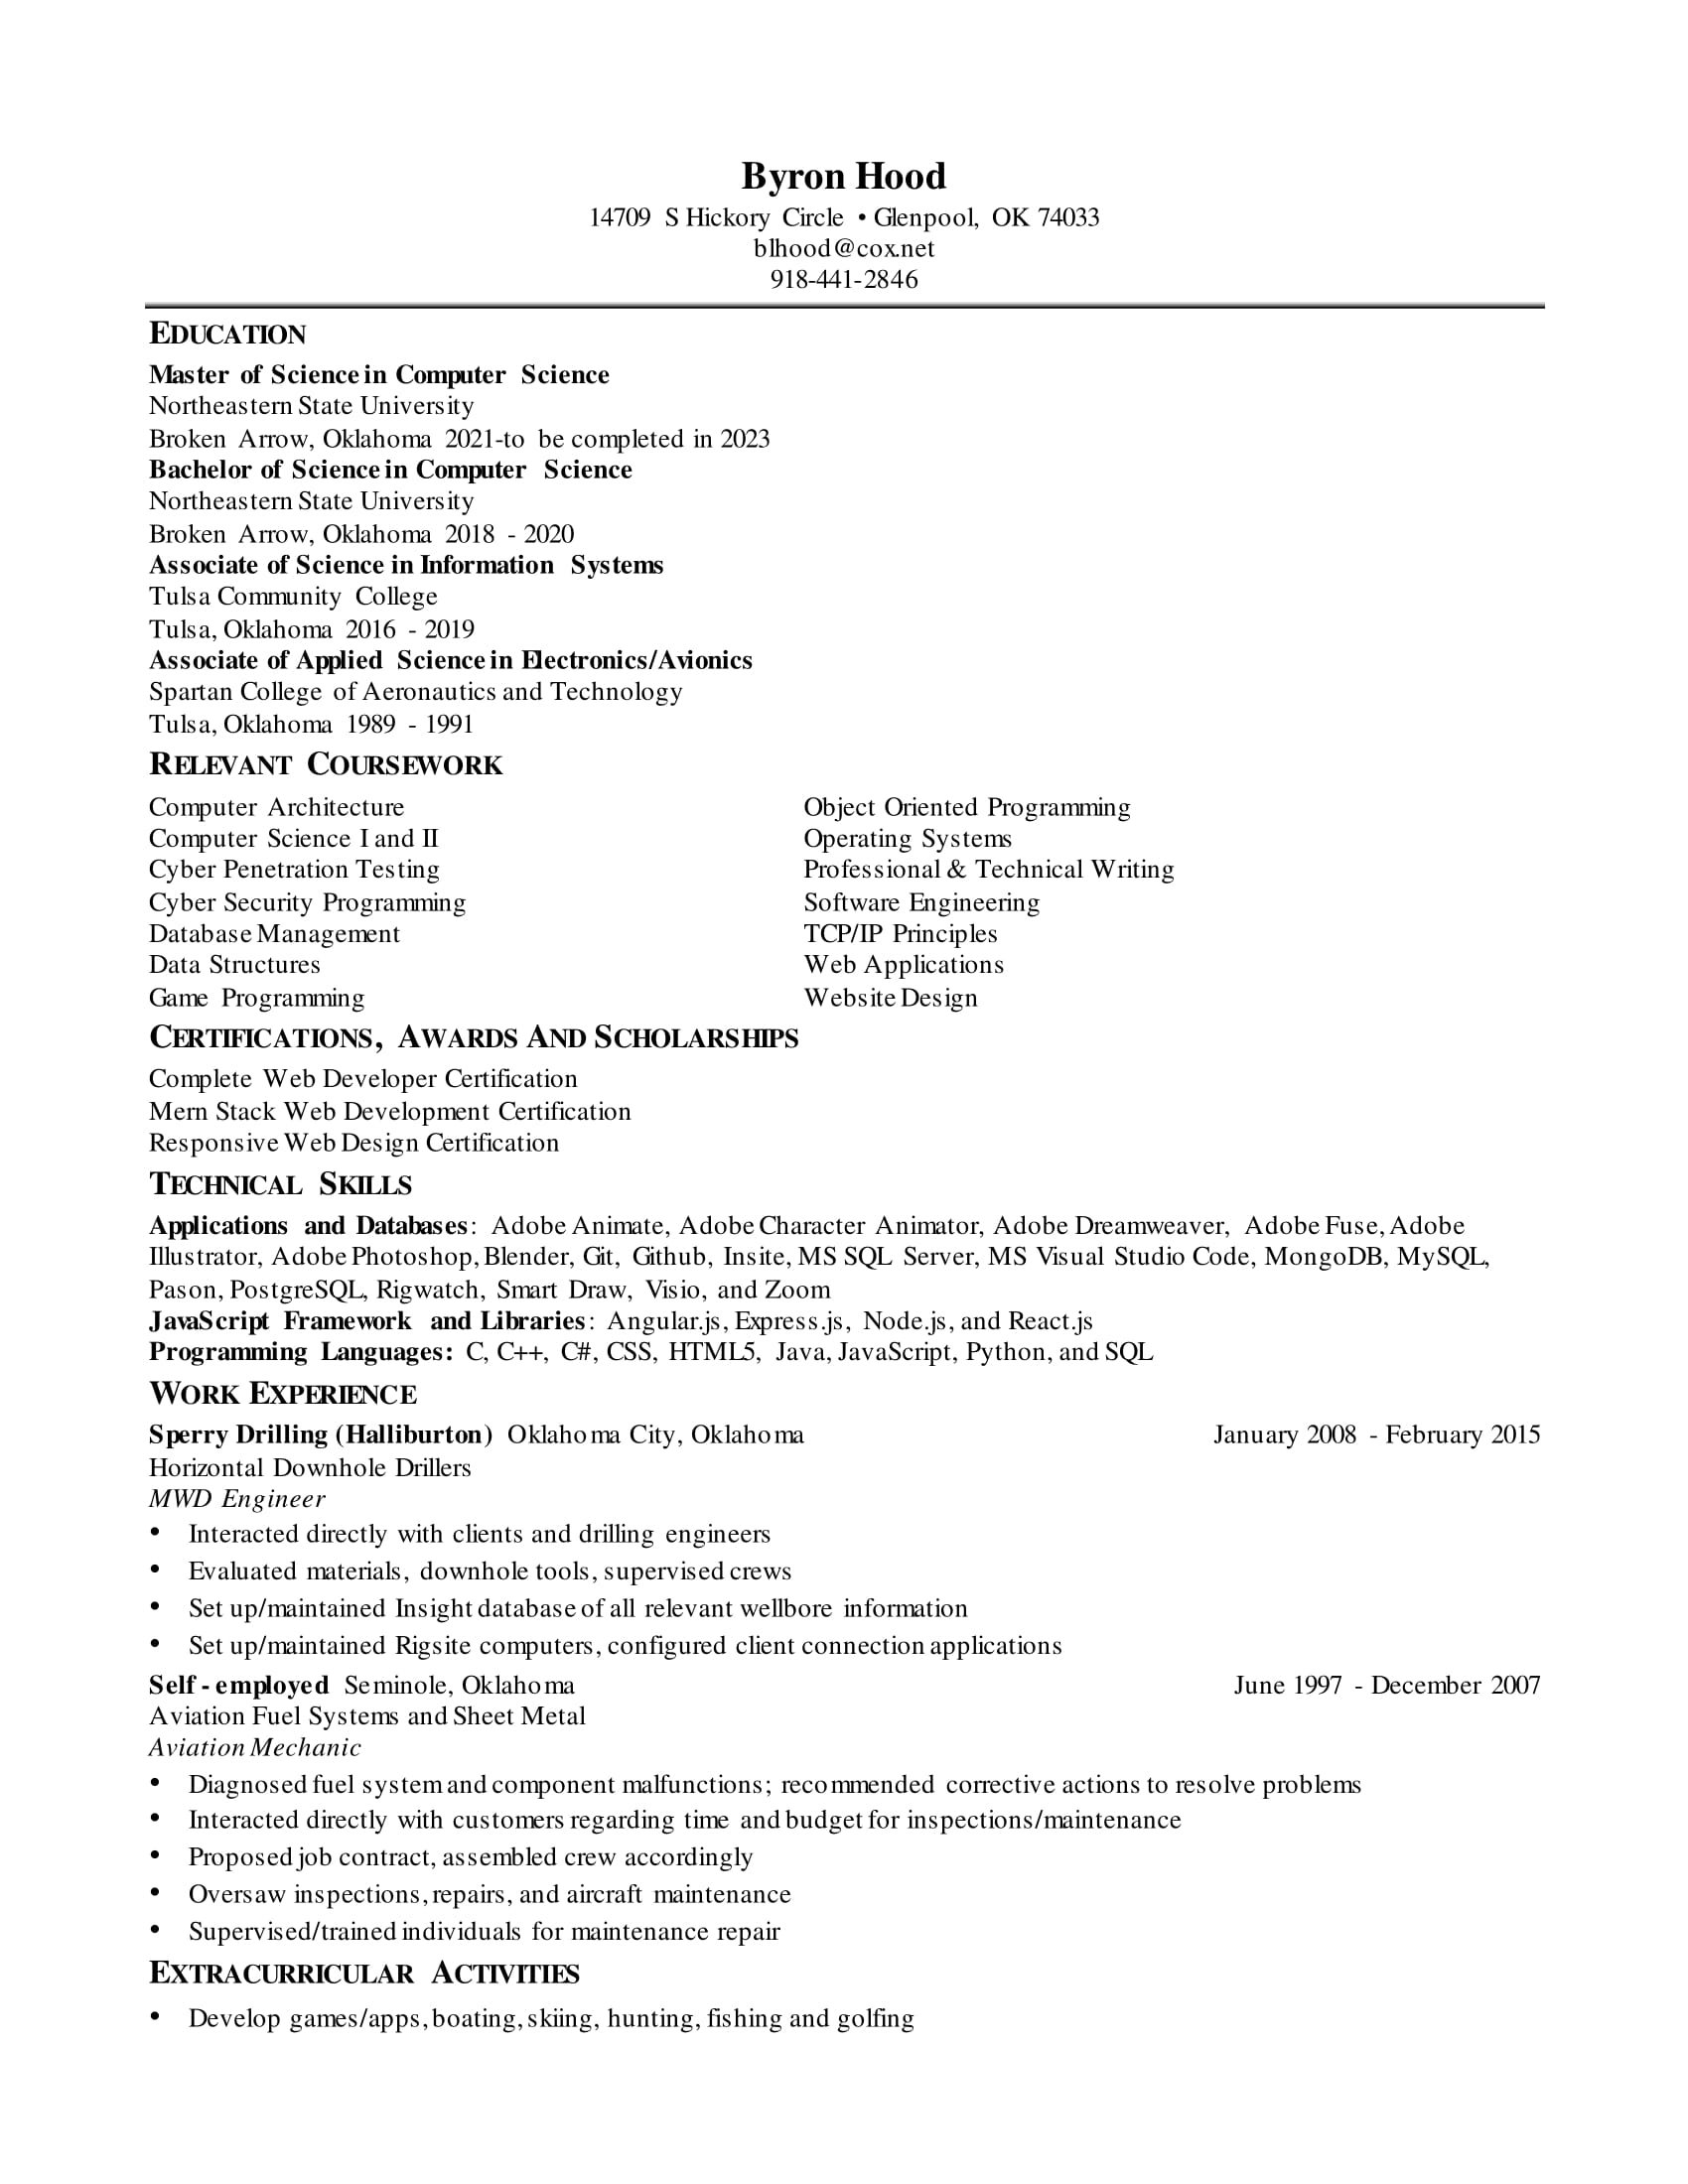 Byron Hood
14709 S Hickory Circle • Glenpool, OK 74033
blhood@cox.net
918-441-2846
EDUCATION
Master of Science in Computer Science
Northeastern State University
Broken Arrow, Oklahoma 2021-to be completed in 2023
Bachelor of Science in Computer Science
Northeastern State University
Broken Arrow, Oklahoma 2018 - 2020
Associate of Science in Information Systems
Tulsa Community College
Tulsa, Oklahoma 2016 - 2019
Associate of Applied Science in Electronics/Avionics
Spartan College of Aeronautics and Technology
Tulsa, Oklahoma 1989 - 1991
RELEVANT COURSEWORK
Computer Architecture
Computer Science I and II
Cyber Penetration Testing
Cyber Security Programming
Database Management
Data Structures
Game Programming
Object Oriented Programming
Operating Systems
Professional & Technical Writing
Software Engineering
TCP/IP Principles
Web Applications
Website Design
CERTIFICATIONS, AWARDS AND SCHOLARSHIPS
Complete Web Developer Certification
Mern Stack Web Development Certification
Responsive Web Design Certification
TECHNICAL SKILLS
Applications and Databases: Adobe Animate, Adobe Character Animator, Adobe Dreamweaver, Adobe Fuse, Adobe
Illustrator, Adobe Photoshop, Blender, Git, Github, Insite, MS SQL Server, MS Visual Studio Code, MongoDB, MySQL,
Pason, PostgreSQL, Rigwatch, Smart Draw, Visio, and Zoom
JavaScript Framework and Libraries: Angular.js, Express.js, Node.js, and React.js
Programming Languages: C, C++, C#, CSS, HTML5, Java, JavaScript, Python, and SQL
WORK EXPERIENCE
Sperry Drilling (Halliburton) Oklahoma City, Oklahoma January 2008 - February 2015
Horizontal Downhole Drillers
MWD Engineer
• Interacted directly with clients and drilling engineers
• Evaluated materials, downhole tools, supervised crews
• Set up/maintained Insight database of all relevant wellbore information
• Set up/maintained Rigsite computers, configured client connection applications
Self - employed Seminole, Oklahoma June 1997 - December 2007
Aviation Fuel Systems and Sheet Metal
Aviation Mechanic
• Diagnosed fuel system and component malfunctions; recommended corrective actions to resolve problems
• Interacted directly with customers regarding time and budget for inspections/maintenance
• Proposed job contract, assembled crew accordingly
• Oversaw inspections, repairs, and aircraft maintenance
• Supervised/trained individuals for maintenance repair
EXTRACURRICULAR ACTIVITIES
• Develop games/apps, boating, skiing, hunting, fishing and golfing